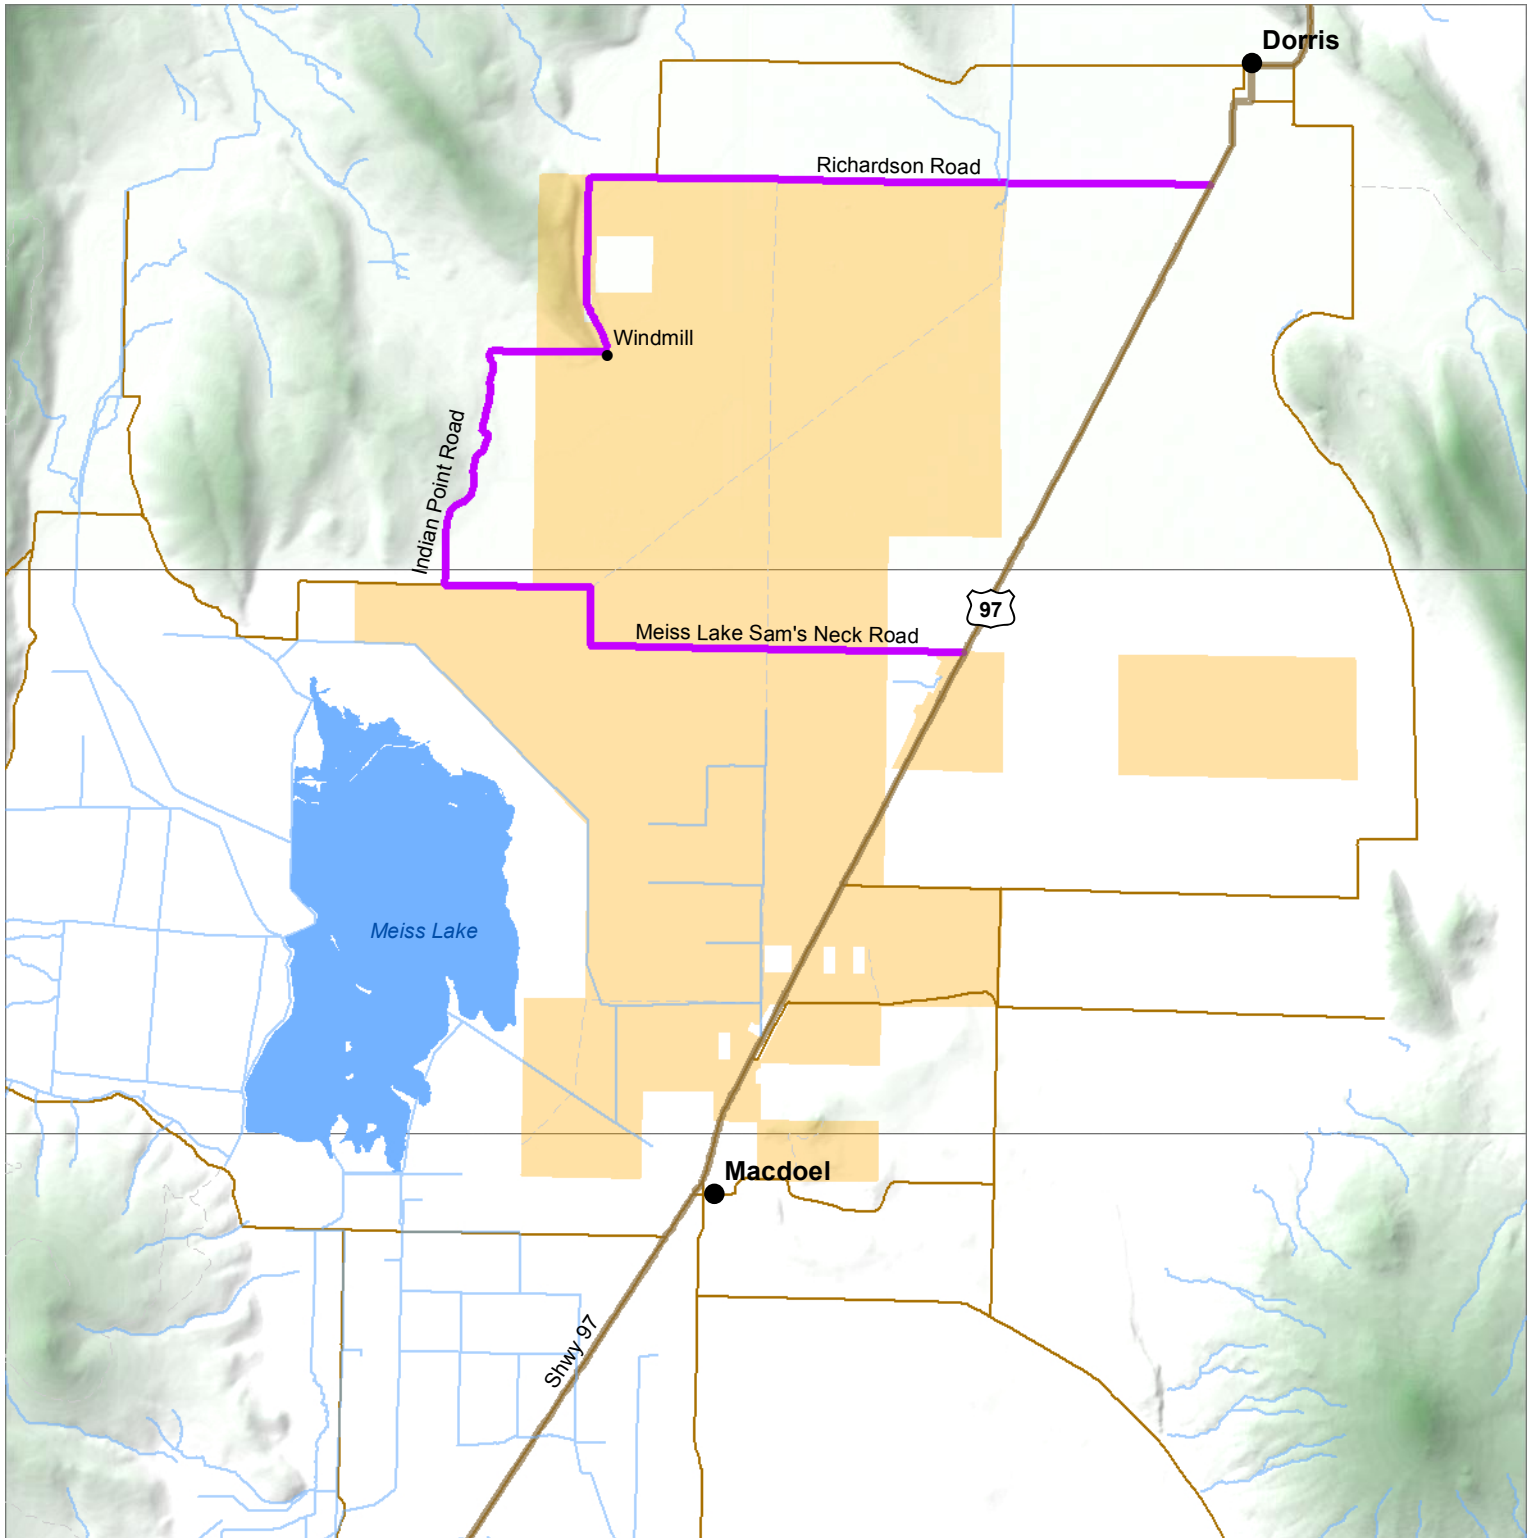 Dorris
Richardson Road
Windmill
Indian Point Road
97
Meiss Lake Sam's Neck Road
Meiss Lake
Macdoel
Shwy 97